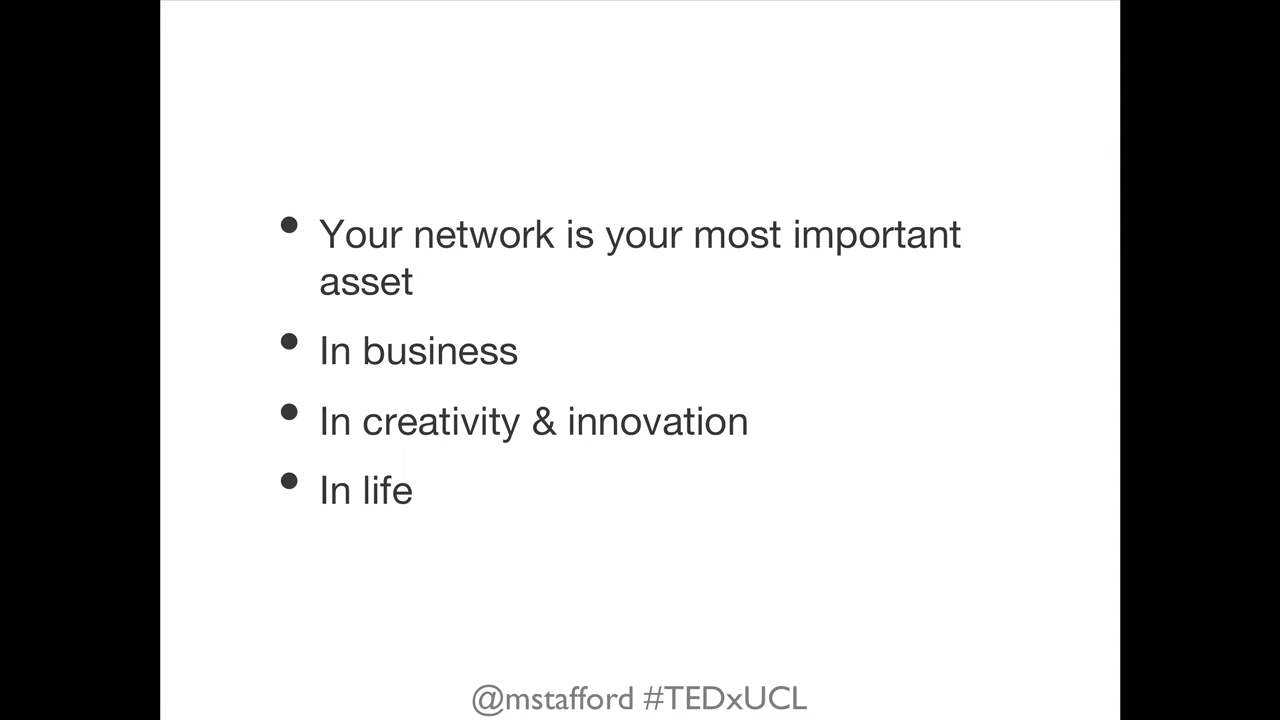 • Your network is your most important
asset
• In business
• In creativity & innovation
• In life
@mstafford #TEDxUCL